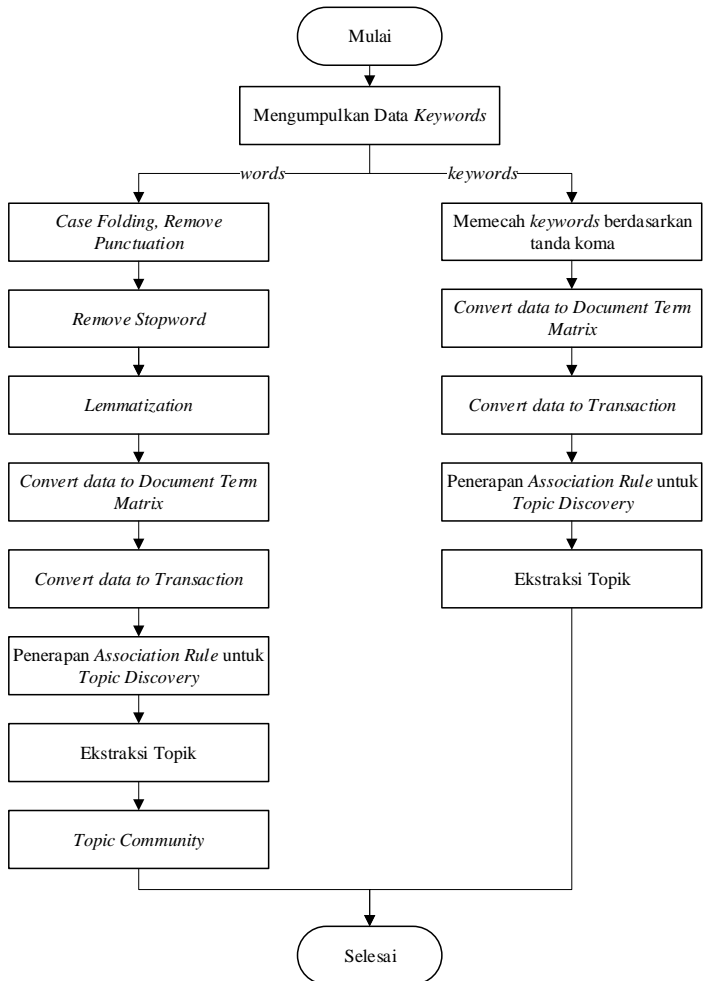 Mulai
Mengumpulkan Data Keywords
words
keywords
Case Folding, Remove
Punctuation
Remove Stopword
Lemmatization
Convert data to Document Term
Matrix
Convert data to Transaction
Penerapan Association Rule untuk
Topic Discovery
Ekstraksi Topik
Topic Community
Memecah keywords berdasarkan
tanda koma
Convert data to Document Term
Matrix
Convert data to Transaction
Penerapan Association Rule untuk
Topic Discovery
Ekstraksi Topik
Selesai